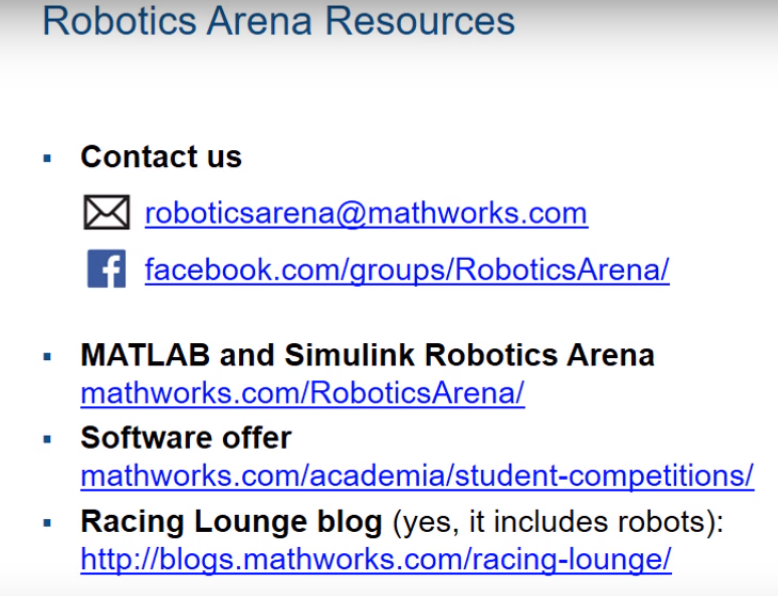 Robotics Arena Resources
Contact us
roboticsarena@mathworks.com
f facebook.com/groups/RoboticsArena/
MATLAB and Simulink Robotics Arena
mathworks.com/RoboticsArena/
Software offer
mathworks.com/academia/student-competitions/
Racing Lounge blog (yes, it includes robots):
http://blogs.mathworks.com/racing-lounge/